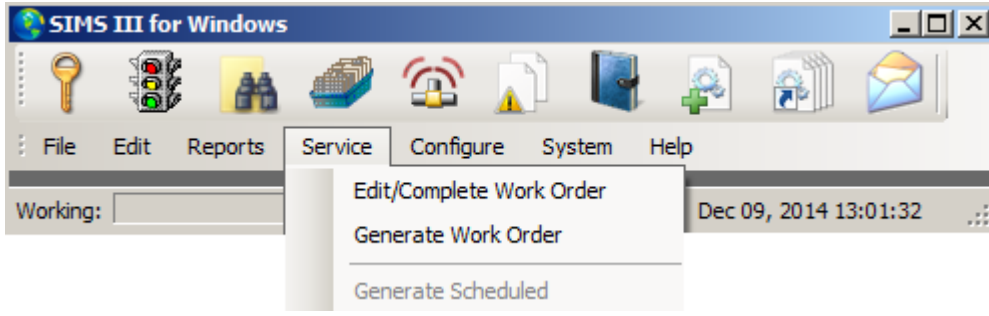 SIMS III for Windows
File Edit Reports Service Configure System Help
Edit/Complete Work Order
Working: Dec 09, 2014 13:01:32
Generate Work Order
Generate Scheduled